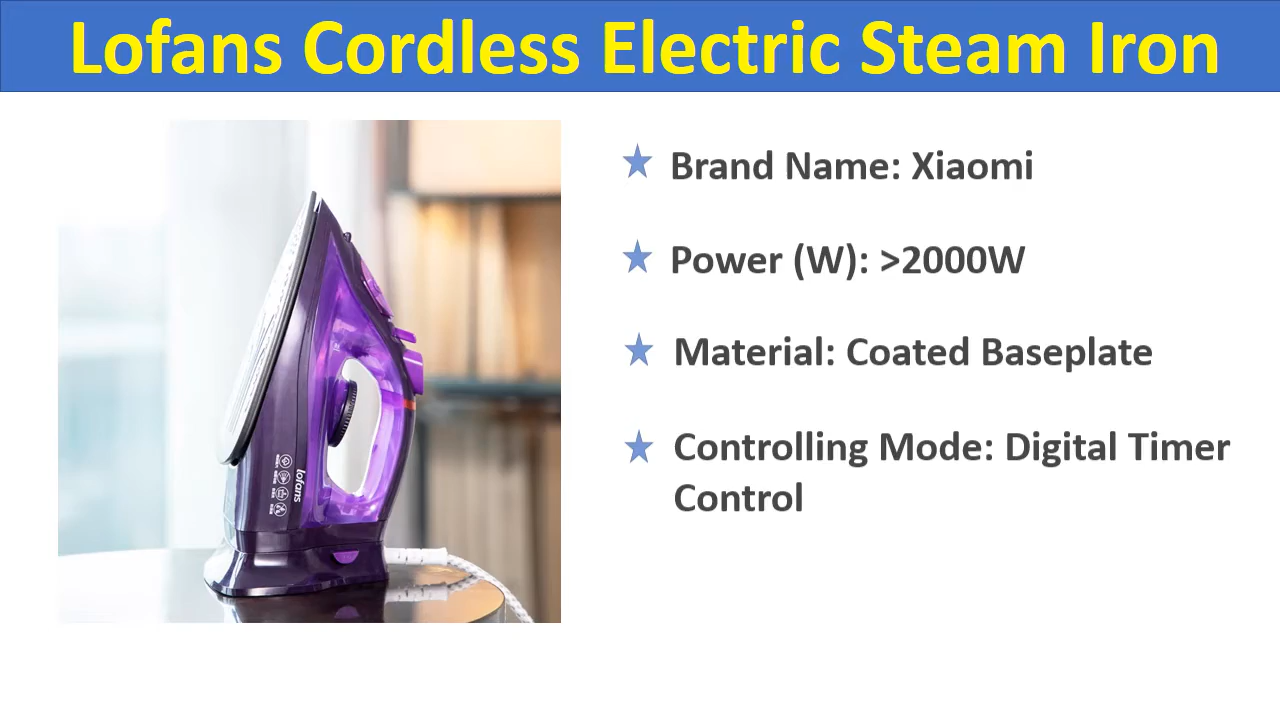 Lofans Cordless Electric Steam Iron
Brand Name: Xiaomi
Power (W): >2000W
Material: Coated Baseplate
Controlling Mode: Digital Timer
Control
lofans